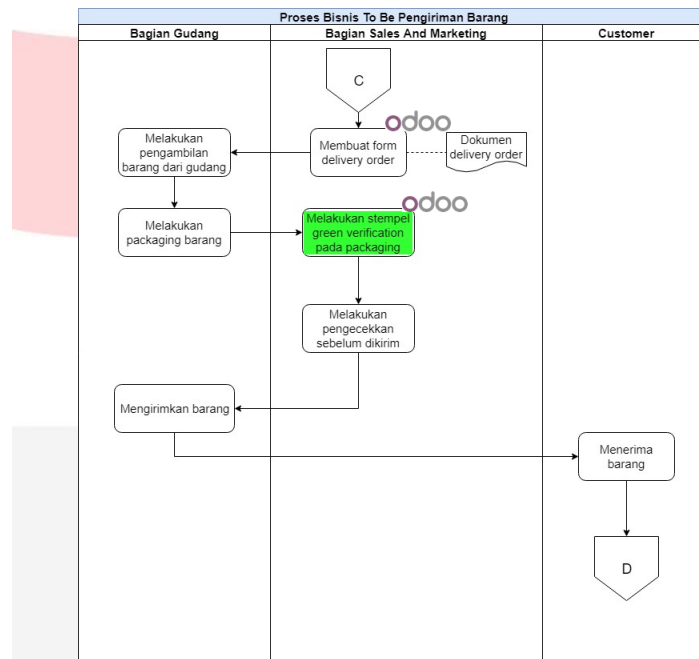 Proses Bisnis To Be Pengiriman Barang
Bagian Gudang
Bagian Sales And Marketing
Customer
C
odoo
Membuat form
delivery order
Dokumen
delivery order
Melakukan
pengambilan
barang dari gudang
Melakukan
packaging barang
odoo
Melakukan stempel
green verification
pada packaging
Melakukan
pengecekkan
sebelum dikirim
Mengirimkan barang
Menerima
barang
D